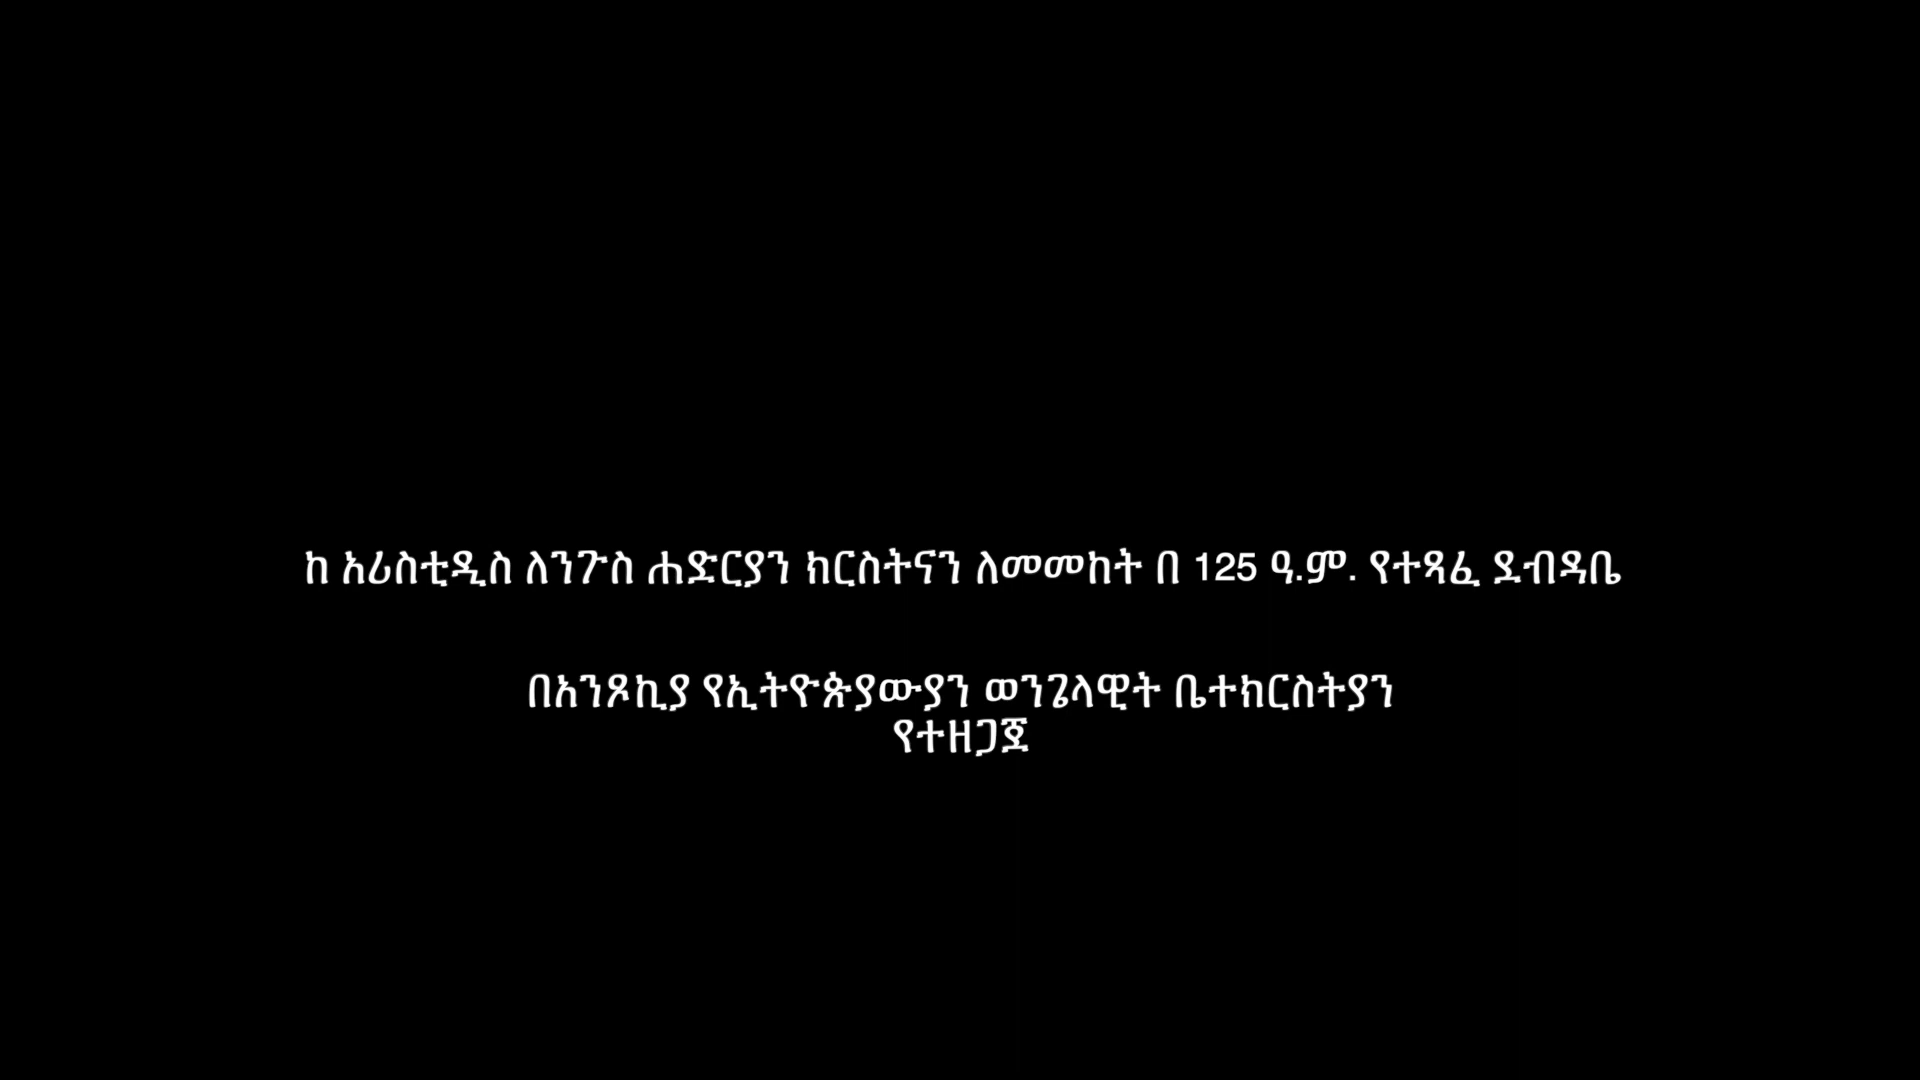 ከ አሪስቲዲስ ለንጉስ ሐድርያን ክርስትናን ለመመከት በ 125 ዓ.ም. የተጻፈ ደብዳቤ
በአንጾኪያ የኢትዮጵያውያን ወንጌላዊት ቤተክርስትያን
የተዘጋጀ